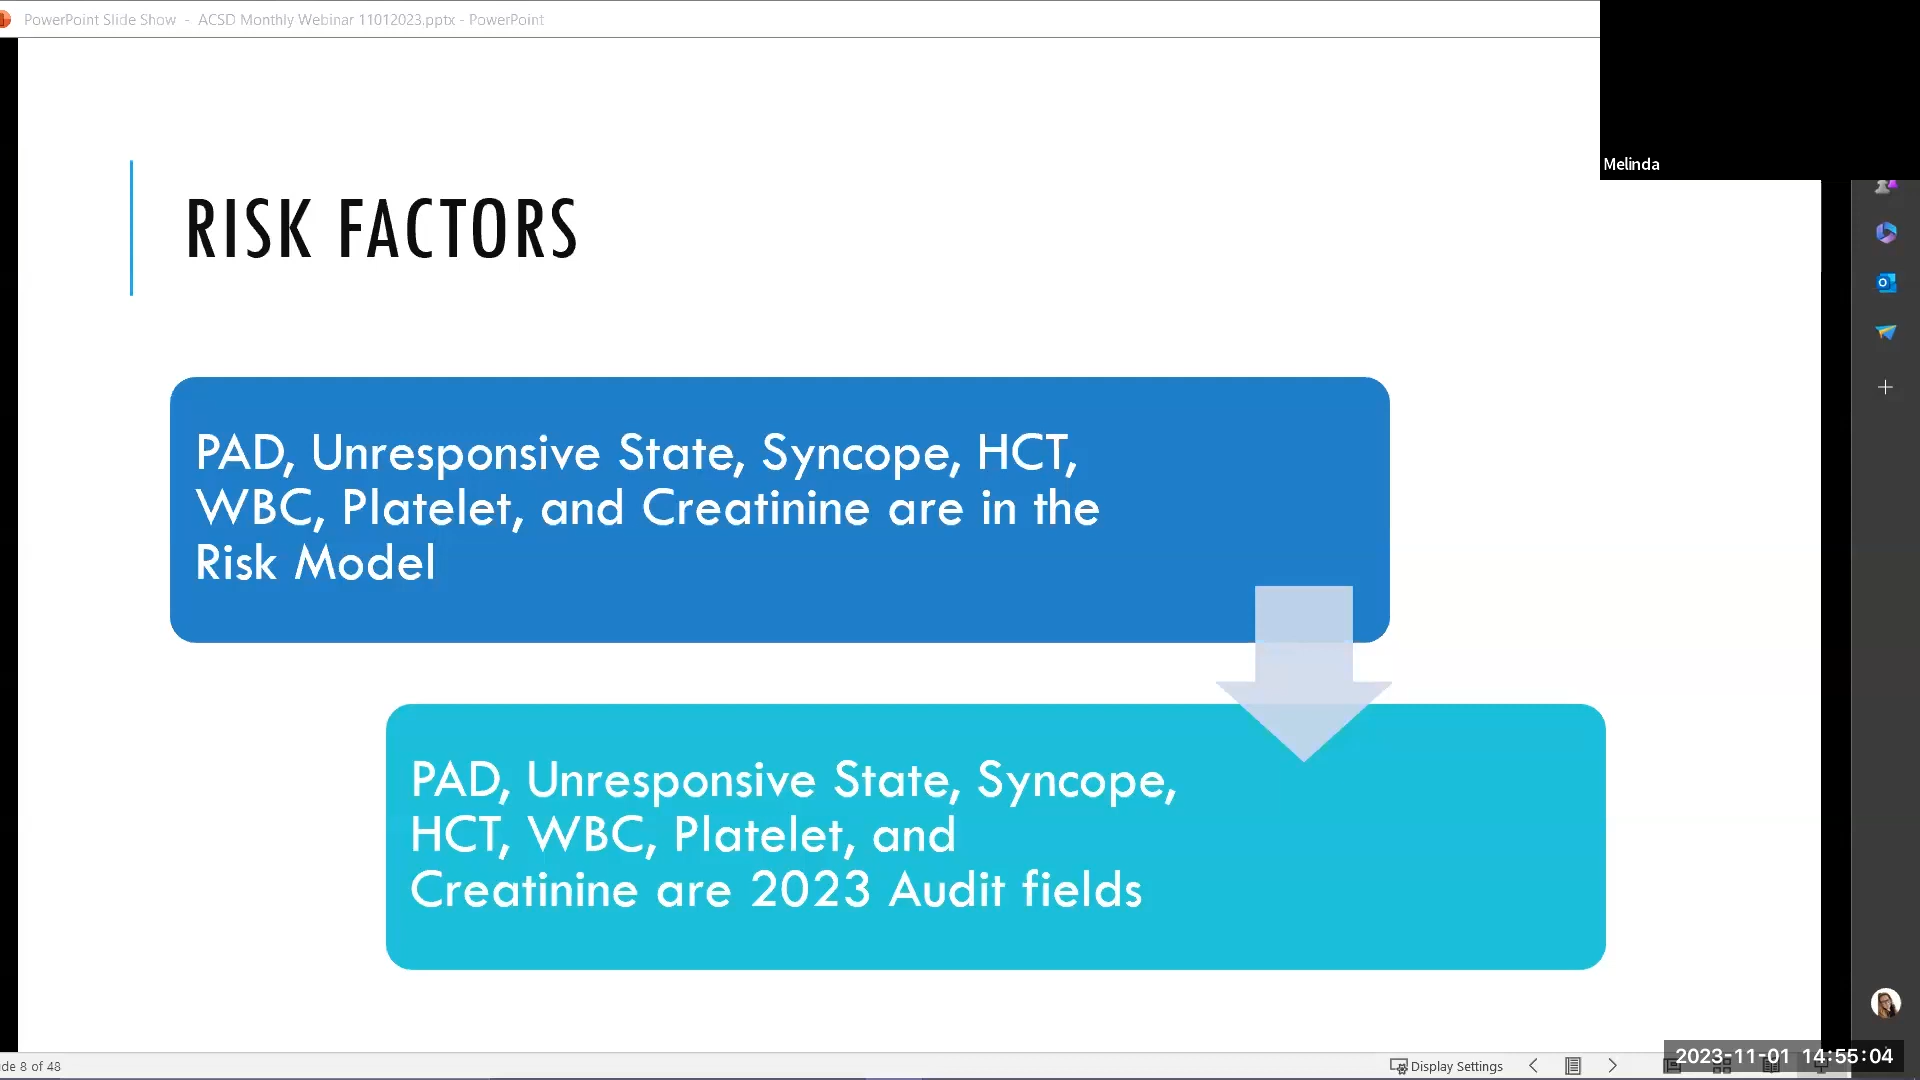 PowerPoint Slide Show - ACSD Monthly Webinar 11012023.pptx - PowerPoint
Melinda
RISK FACTORS
PAD, Unresponsive State, Syncope, HCT,
WBC, Platelet, and Creatinine are in the
Risk Model
PAD, Unresponsive State, Syncope,
HCT, WBC, Platelet, and
Creatinine are 2023 Audit fields
de 8 of 48
Display Settings
2023-11-01 14:55:04